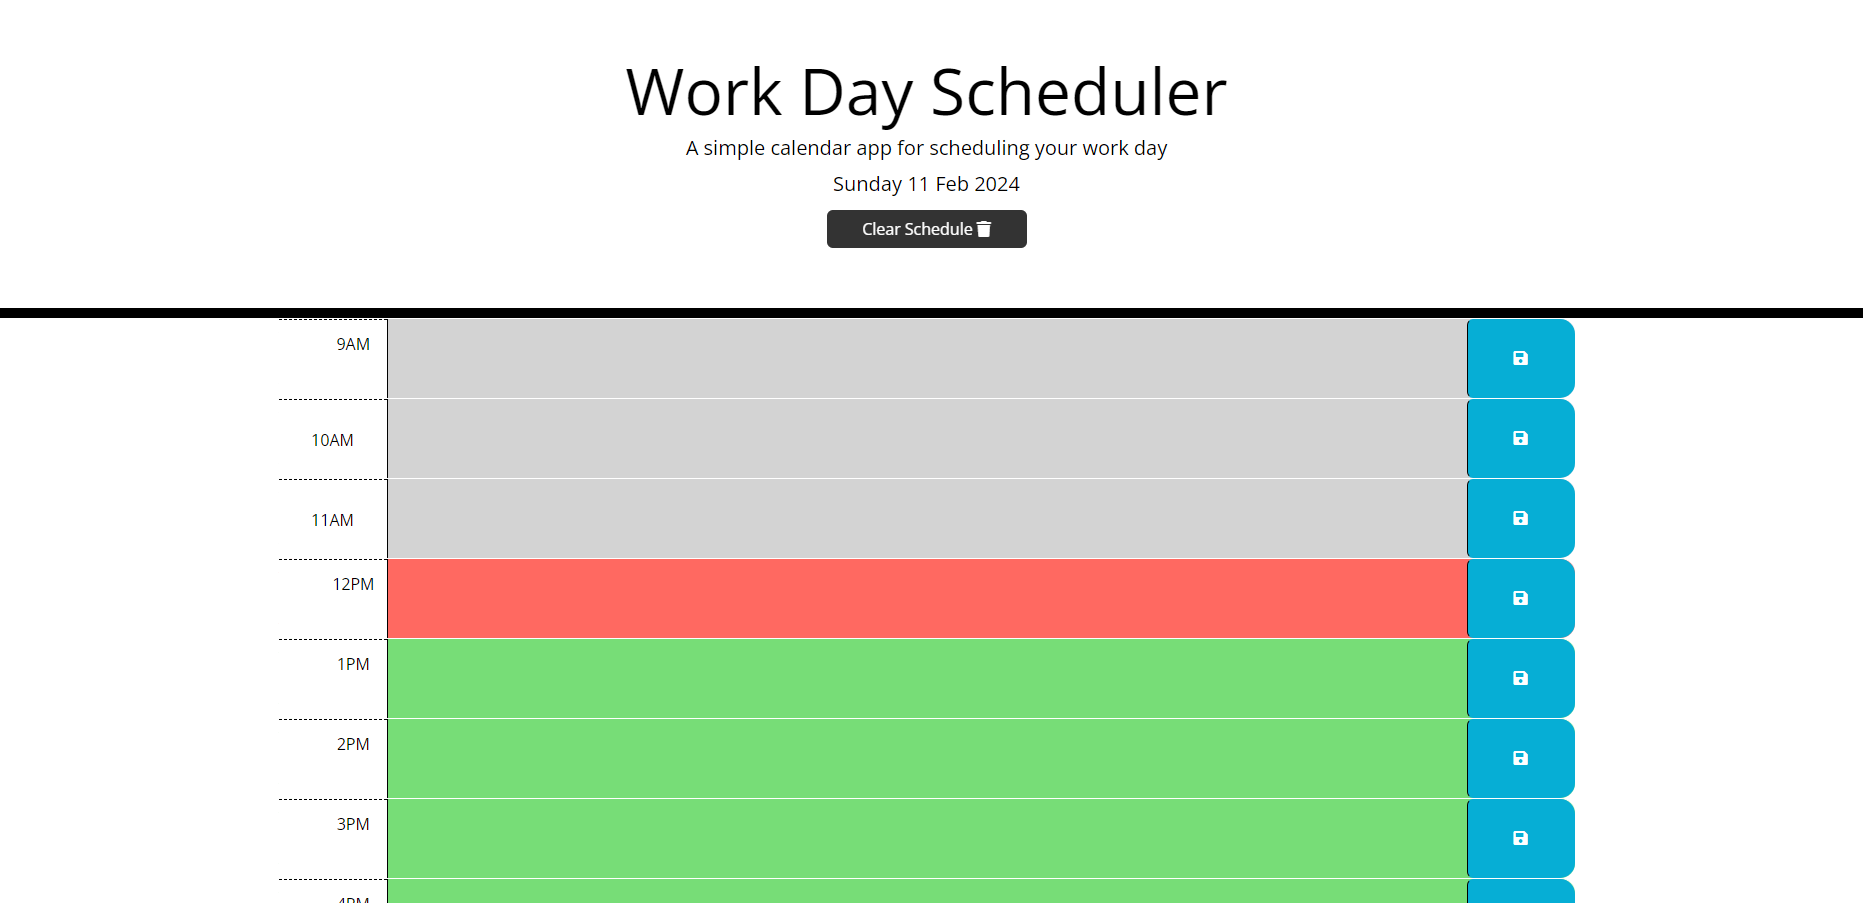 Work Day Scheduler
A simple calendar app for scheduling your work day
Sunday 11 Feb 2024
Clear Schedule
9AM
10AM
11AM
12PM
1PM
2PM
3PM
4PM